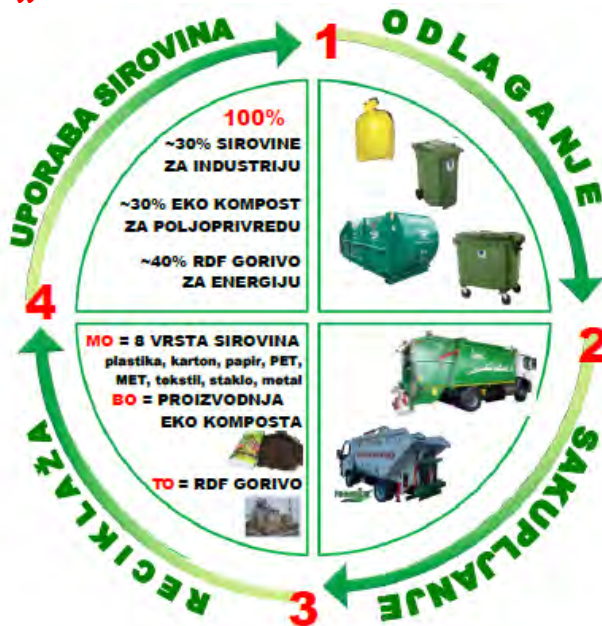 „
1
ODLAGANJE
2
SAKUPLJANJE
3
RECIKLAŽA
4
UPORABA SIROVINA
100%
~30% SIROVINE
ZA INDUSTRIJU
~30% EKO KOMPOST
ZA POLJOPRIVREDU
~40% RDF GORIVO
ZA ENERGIJU
MO = 8 VRSTA SIROVINA
plastika, karton, papir, PET,
MET, tekstil, staklo, metal
BO = PROIZVODNJA
EKO KOMPOSTA
TO = RDF GORIVO